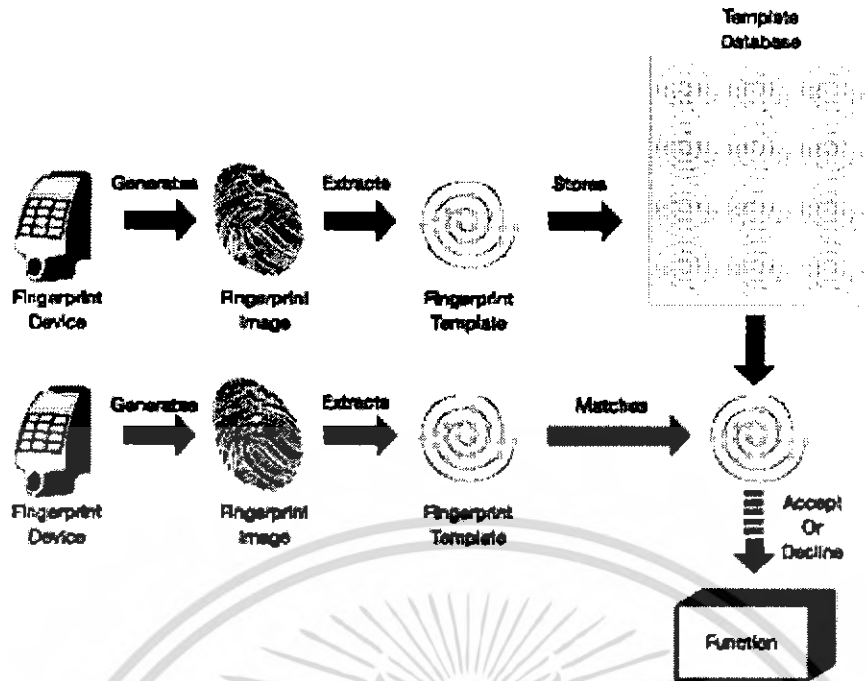 Template
Database
Generates
Extracts
Stores
Fingerprint
Device
Fingerprint
Image
Fingerprint
Template
Generates
Extracts
Matches
Fingerprint
Device
Fingerprint
Image
Fingerprint
Template
Accept
Or
Decline
Function